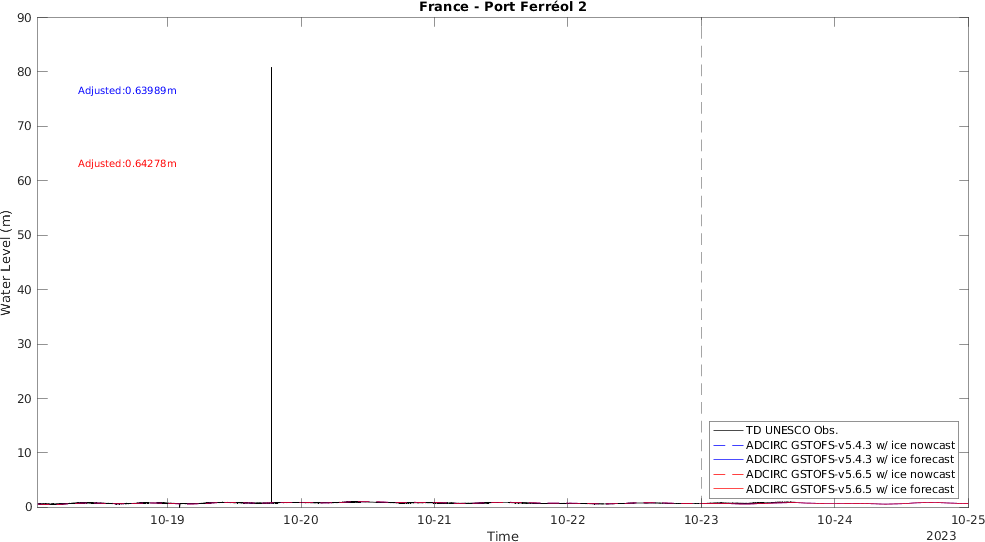 France - Port Ferréol 2
90
80
70
60
50
40
30
20
10
0
Water Level (m)
Adjusted:0.63989m
Adjusted:0.64278m
TD UNESCO Obs.
ADCIRC GSTOFS-v5.4.3 w/ ice nowcast
ADCIRC GSTOFS-v5.4.3 w/ ice forecast
ADCIRC GSTOFS-v5.6.5 w/ ice nowcast
ADCIRC GSTOFS-v5.6.5 w/ ice forecast
10-19 10-20 10-21 10-22 10-23 10-24 10-25
Time
2023